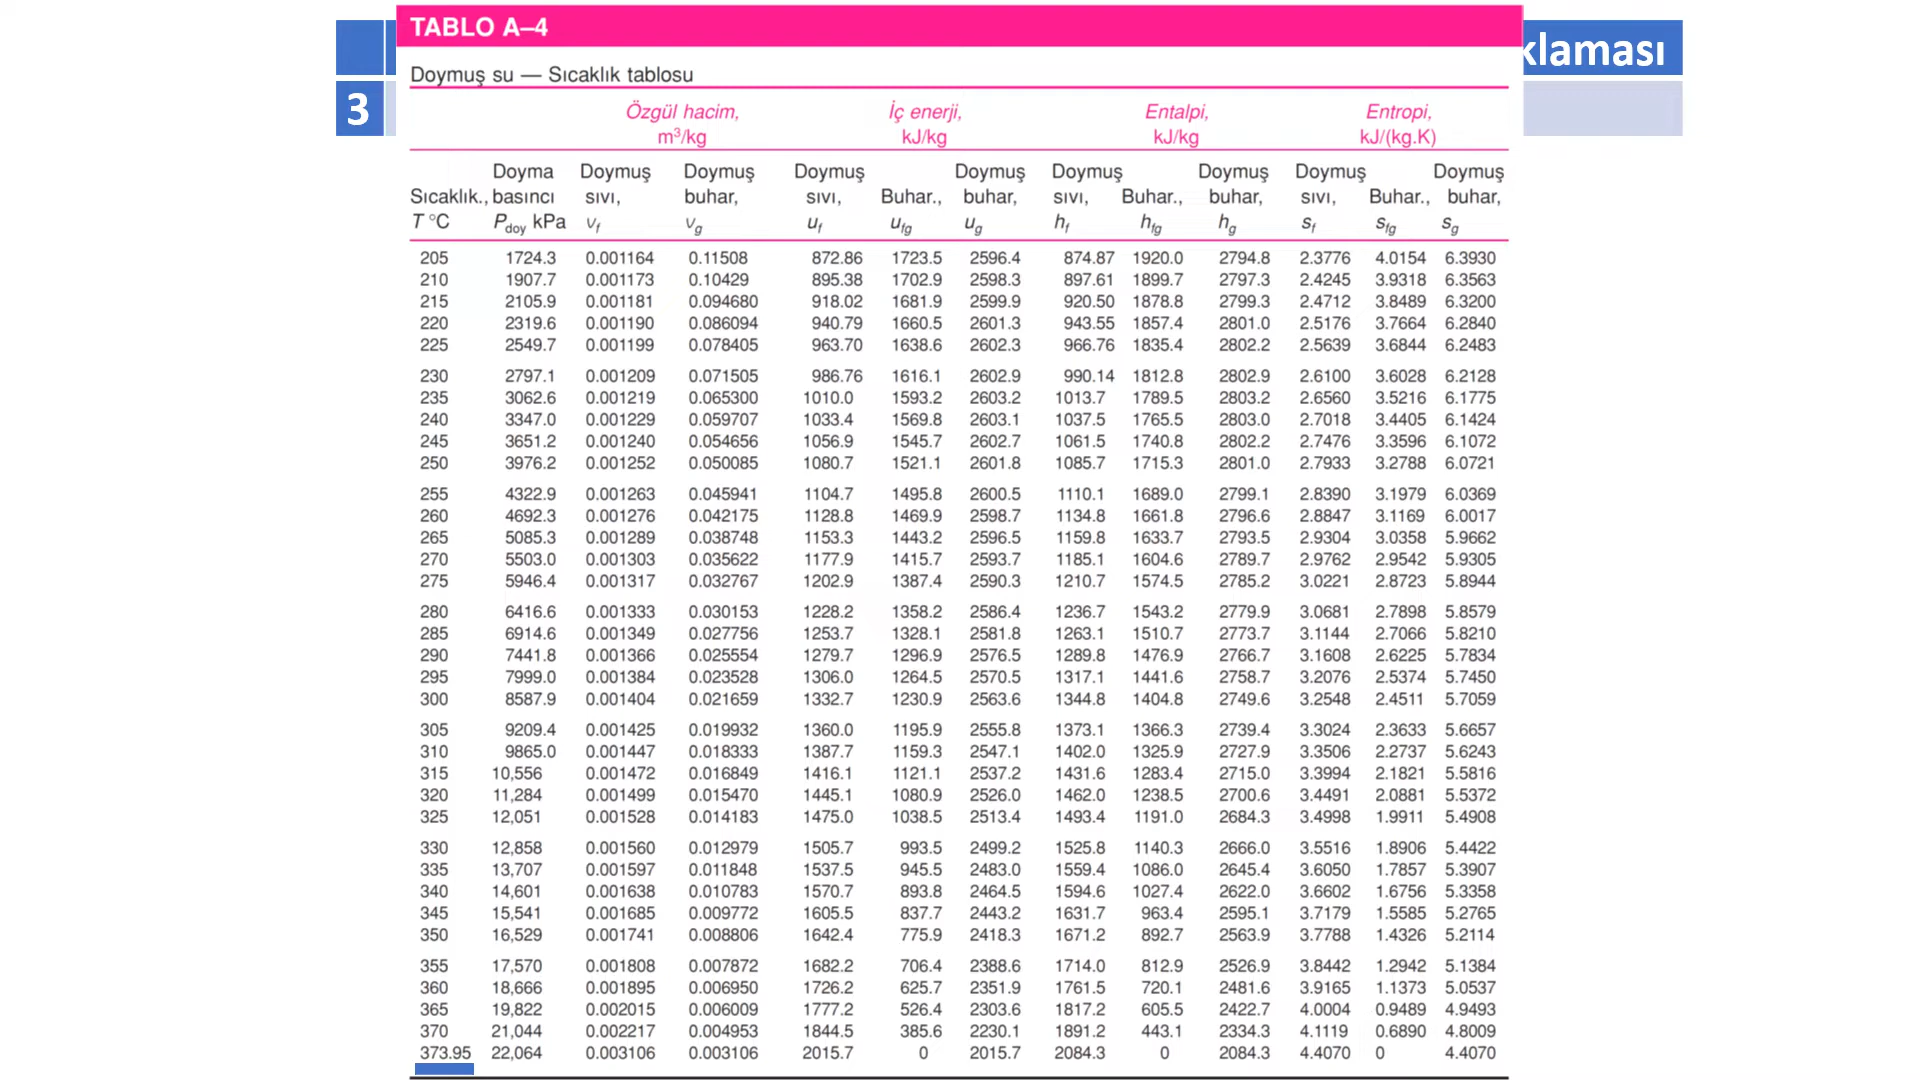 TABLO A–4
klaması
3
Doymuş su — Sıcaklık tablosu
Özgül hacim, İç enerji, Entalpi, Entropi,
m³/kg kJ/kg kJ/kg kJ/(kg.K)
Doyma Doymuş Doymuş Doymuş Doymuş Doymuş Doymuş Doymuş Doymuş
Sıcaklık., basıncı sıvı, buhar, sıvı, Buhar., buhar, sıvı, Buhar., buhar, sıvı, Buhar., buhar,
T °C Pdoy kPa vf vg uf ufg ug hf hfg hg sf sfg sg
205 1724.3 0.001164 0.11508 872.86 1723.5 2596.4 874.87 1920.0 2794.8 2.3776 4.0154 6.3930
210 1907.7 0.001173 0.10429 895.38 1702.9 2598.3 897.61 1899.7 2797.3 2.4245 3.9318 6.3563
215 2105.9 0.001181 0.094680 918.02 1681.9 2599.9 920.50 1878.8 2799.3 2.4712 3.8489 6.3200
220 2319.6 0.001190 0.086094 940.79 1660.5 2601.3 943.55 1857.4 2801.0 2.5176 3.7664 6.2840
225 2549.7 0.001199 0.078405 963.70 1638.6 2602.3 966.76 1835.4 2802.2 2.5639 3.6844 6.2483
230 2797.1 0.001209 0.071505 986.76 1616.1 2602.9 990.14 1812.8 2802.9 2.6100 3.6028 6.2128
235 3062.6 0.001219 0.065300 1010.0 1593.2 2603.2 1013.7 1789.5 2803.2 2.6560 3.5216 6.1775
240 3347.0 0.001229 0.059707 1033.4 1569.8 2603.1 1037.5 1765.5 2803.0 2.7018 3.4405 6.1424
245 3651.2 0.001240 0.054656 1056.9 1545.7 2602.7 1061.5 1740.8 2802.2 2.7476 3.3596 6.1072
250 3976.2 0.001252 0.050085 1080.7 1521.1 2601.8 1085.7 1715.3 2801.0 2.7933 3.2788 6.0721
255 4322.9 0.001263 0.045941 1104.7 1495.8 2600.5 1110.1 1689.0 2799.1 2.8390 3.1979 6.0369
260 4692.3 0.001276 0.042175 1128.8 1469.9 2598.7 1134.8 1661.8 2796.6 2.8847 3.1169 6.0017
265 5085.3 0.001289 0.038748 1153.3 1443.2 2596.5 1159.8 1633.7 2793.5 2.9304 3.0358 5.9662
270 5503.0 0.001303 0.035622 1177.9 1415.7 2593.7 1185.1 1604.6 2789.7 2.9762 2.9542 5.9305
275 5946.4 0.001317 0.032767 1202.9 1387.4 2590.3 1210.7 1574.5 2785.2 3.0221 2.8723 5.8944
280 6416.6 0.001333 0.030153 1228.2 1358.2 2586.4 1236.7 1543.2 2779.9 3.0681 2.7898 5.8579
285 6914.6 0.001349 0.027756 1253.7 1328.1 2581.8 1263.1 1510.7 2773.7 3.1144 2.7066 5.8210
290 7441.8 0.001366 0.025554 1279.7 1296.9 2576.5 1289.8 1476.9 2766.7 3.1608 2.6225 5.7834
295 7999.0 0.001384 0.023528 1306.0 1264.5 2570.5 1317.1 1441.6 2758.7 3.2076 2.5374 5.7450
300 8587.9 0.001404 0.021659 1332.7 1230.9 2563.6 1344.8 1404.8 2749.6 3.2548 2.4511 5.7059
305 9209.4 0.001425 0.019932 1360.0 1195.9 2555.8 1373.1 1366.3 2739.4 3.3024 2.3633 5.6657
310 9865.0 0.001447 0.018333 1387.7 1159.3 2547.1 1402.0 1325.9 2727.9 3.3506 2.2737 5.6243
315 10,556 0.001472 0.016849 1416.1 1121.1 2537.2 1431.6 1283.4 2715.0 3.3994 2.1821 5.5816
320 11,284 0.001499 0.015470 1445.1 1080.9 2526.0 1462.0 1238.5 2700.6 3.4491 2.0881 5.5372
325 12,051 0.001528 0.014183 1475.0 1038.5 2513.4 1493.4 1191.0 2684.3 3.4998 1.9911 5.4908
330 12,858 0.001560 0.012979 1505.7 993.5 2499.2 1525.8 1140.3 2666.0 3.5516 1.8906 5.4422
335 13,707 0.001597 0.011848 1537.5 945.5 2483.0 1559.4 1086.0 2645.4 3.6050 1.7857 5.3907
340 14,601 0.001638 0.010783 1570.7 893.8 2464.5 1594.6 1027.4 2622.0 3.6602 1.6756 5.3358
345 15,541 0.001685 0.009772 1605.5 837.7 2443.2 1631.7 963.4 2595.1 3.7179 1.5585 5.2765
350 16,529 0.001741 0.008806 1642.4 775.9 2418.3 1671.2 892.7 2563.9 3.7788 1.4326 5.2114
355 17,570 0.001808 0.007872 1682.2 706.4 2388.6 1714.0 812.9 2526.9 3.8442 1.2942 5.1384
360 18,666 0.001895 0.006950 1726.2 625.7 2351.9 1761.5 720.1 2481.6 3.9165 1.1373 5.0537
365 19,822 0.002015 0.006009 1777.2 526.4 2303.6 1817.2 605.5 2422.7 4.0004 0.9489 4.9493
370 21,044 0.002217 0.004953 1844.5 385.6 2230.1 1891.2 443.1 2334.3 4.1119 0.6890 4.8009
373.95 22,064 0.003106 0.003106 2015.7 0 2015.7 2084.3 0 2084.3 4.4070 0 4.4070